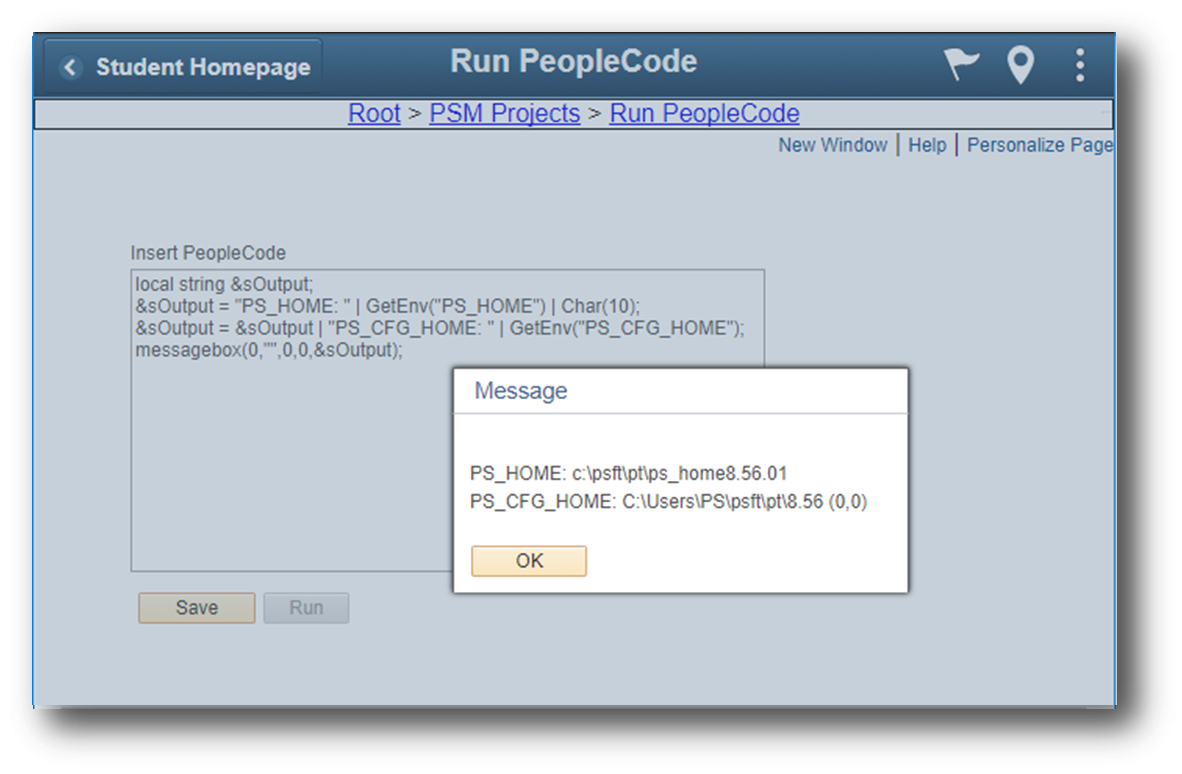 Student Homepage
Run PeopleCode
Root > PSM Projects > Run PeopleCode
New Window | Help | Personalize Page
Insert PeopleCode
local string &sOutput;
&sOutput = "PS_HOME: " | GetEnv("PS_HOME") | Char(10);
&sOutput = &sOutput | "PS_CFG_HOME: " | GetEnv("PS_CFG_HOME");
messagebox(0,"",0,0,&sOutput);
Message
PS_HOME: c:\psft\pt\ps_home8.56.01
PS_CFG_HOME: C:\Users\PS\psft\pt\8.56 (0,0)
OK
Save
Run